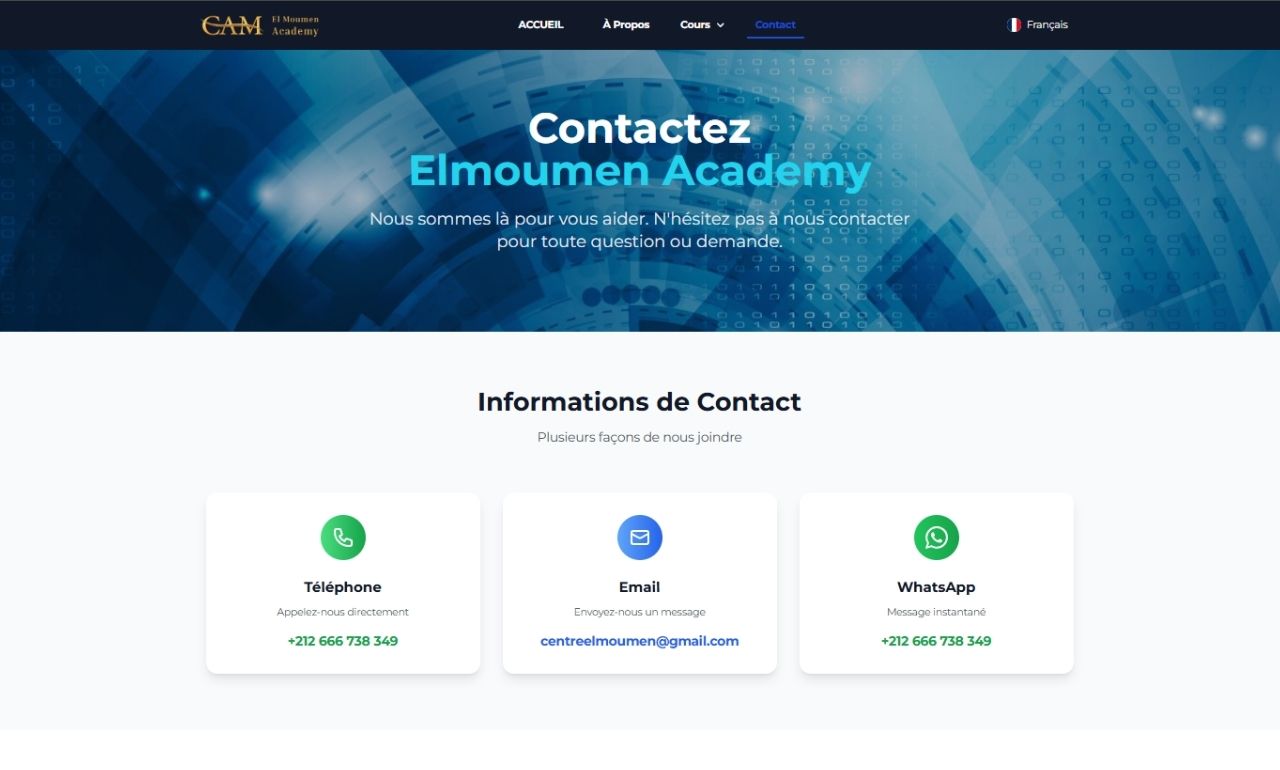 CAM El Moumen
Academy
ACCUEIL À Propos Cours Contact Français
Contactez
Elmoumen Academy
Nous sommes là pour vous aider. N'hésitez pas à nous contacter
pour toute question ou demande.
Informations de Contact
Plusieurs façons de nous joindre
Téléphone
Appelez-nous directement
+212 666 738 349
Email
Envoyez-nous un message
centreelmoumen@gmail.com
WhatsApp
Message instantané
+212 666 738 349